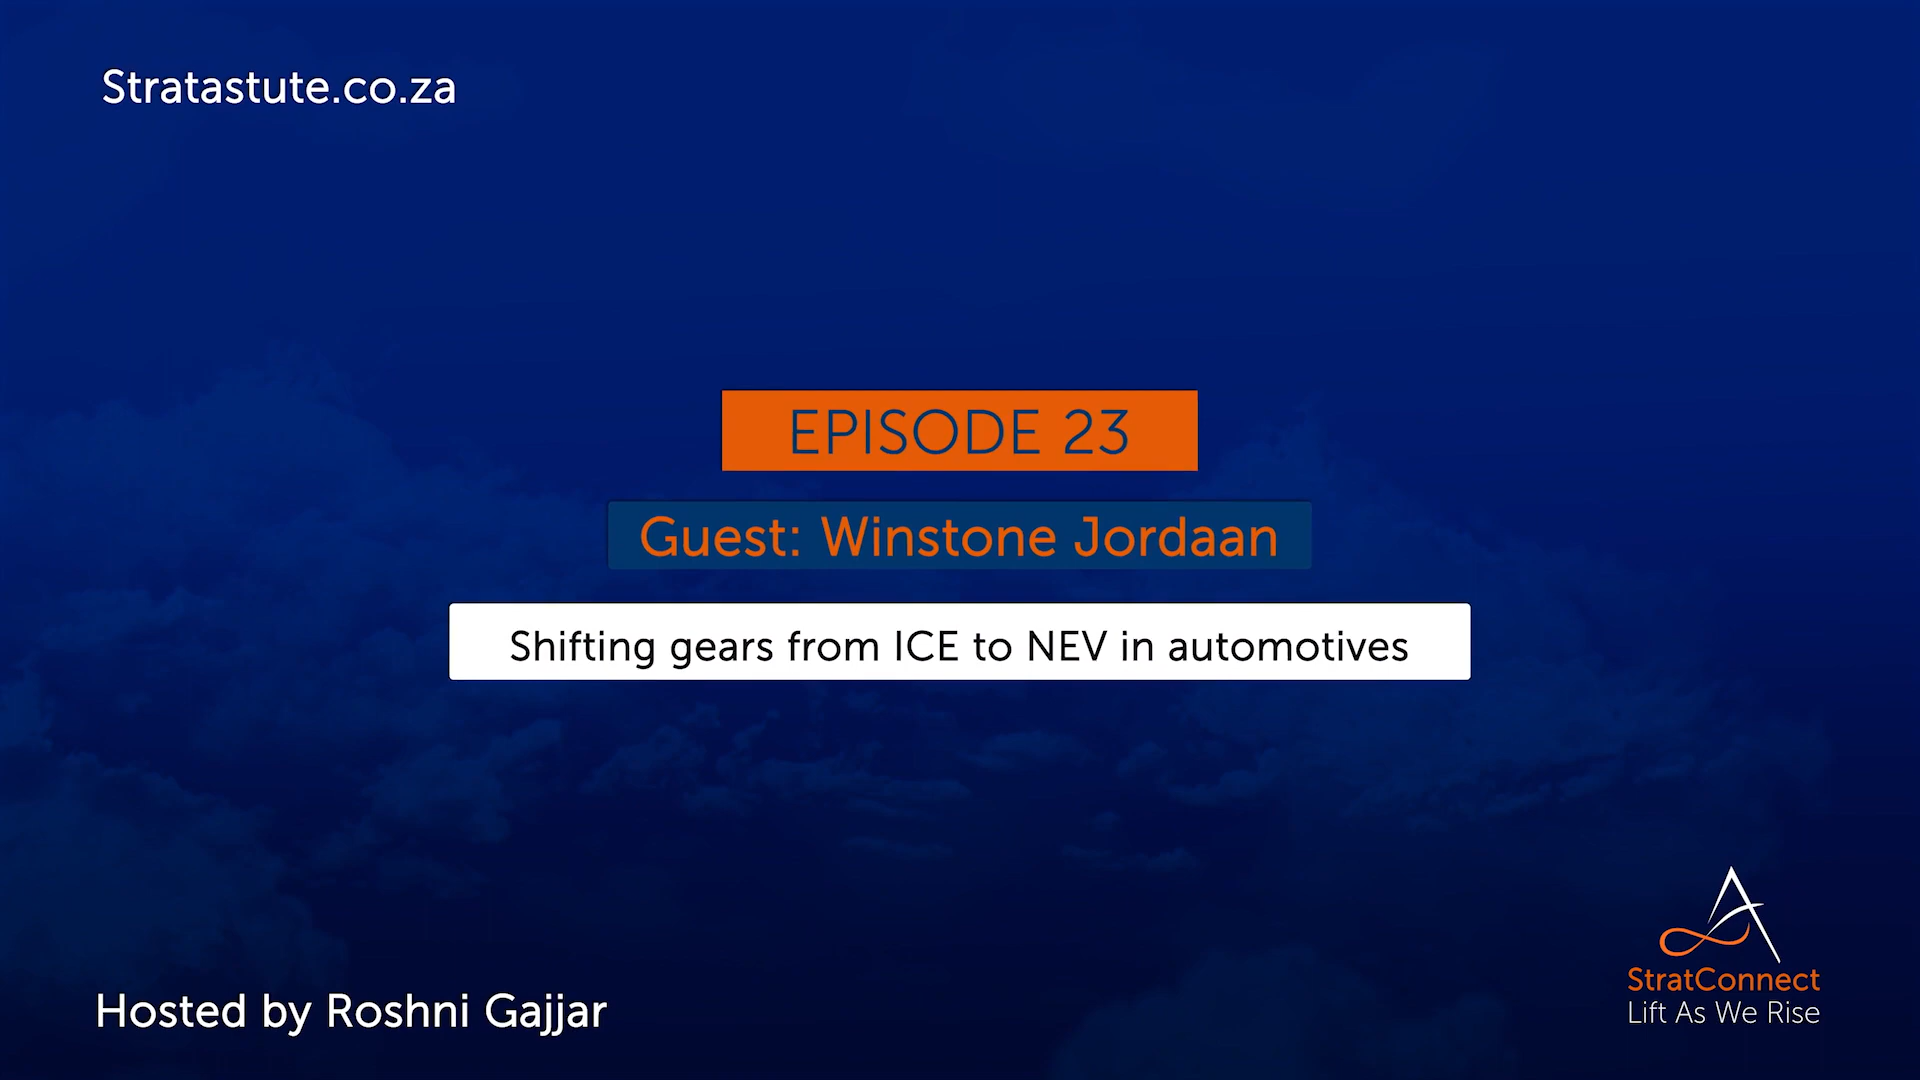 Stratastute.co.za
EPISODE 23
Guest: Winstone Jordaan
Shifting gears from ICE to NEV in automotives
Hosted by Roshni Gajjar
StratConnect
Lift As We Rise